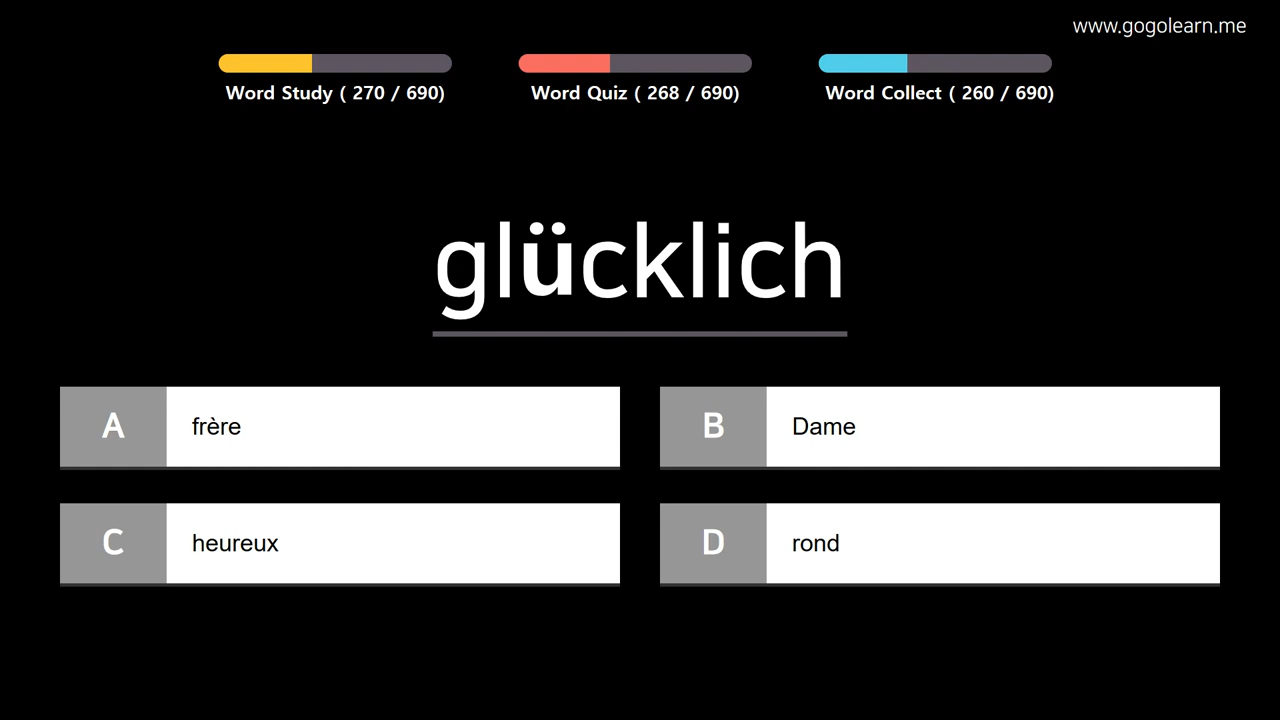 www.gogolearn.me
Word Study ( 270 / 690)
Word Quiz ( 268 / 690)
Word Collect ( 260 / 690)
glücklich
A frère
B Dame
C heureux
D rond